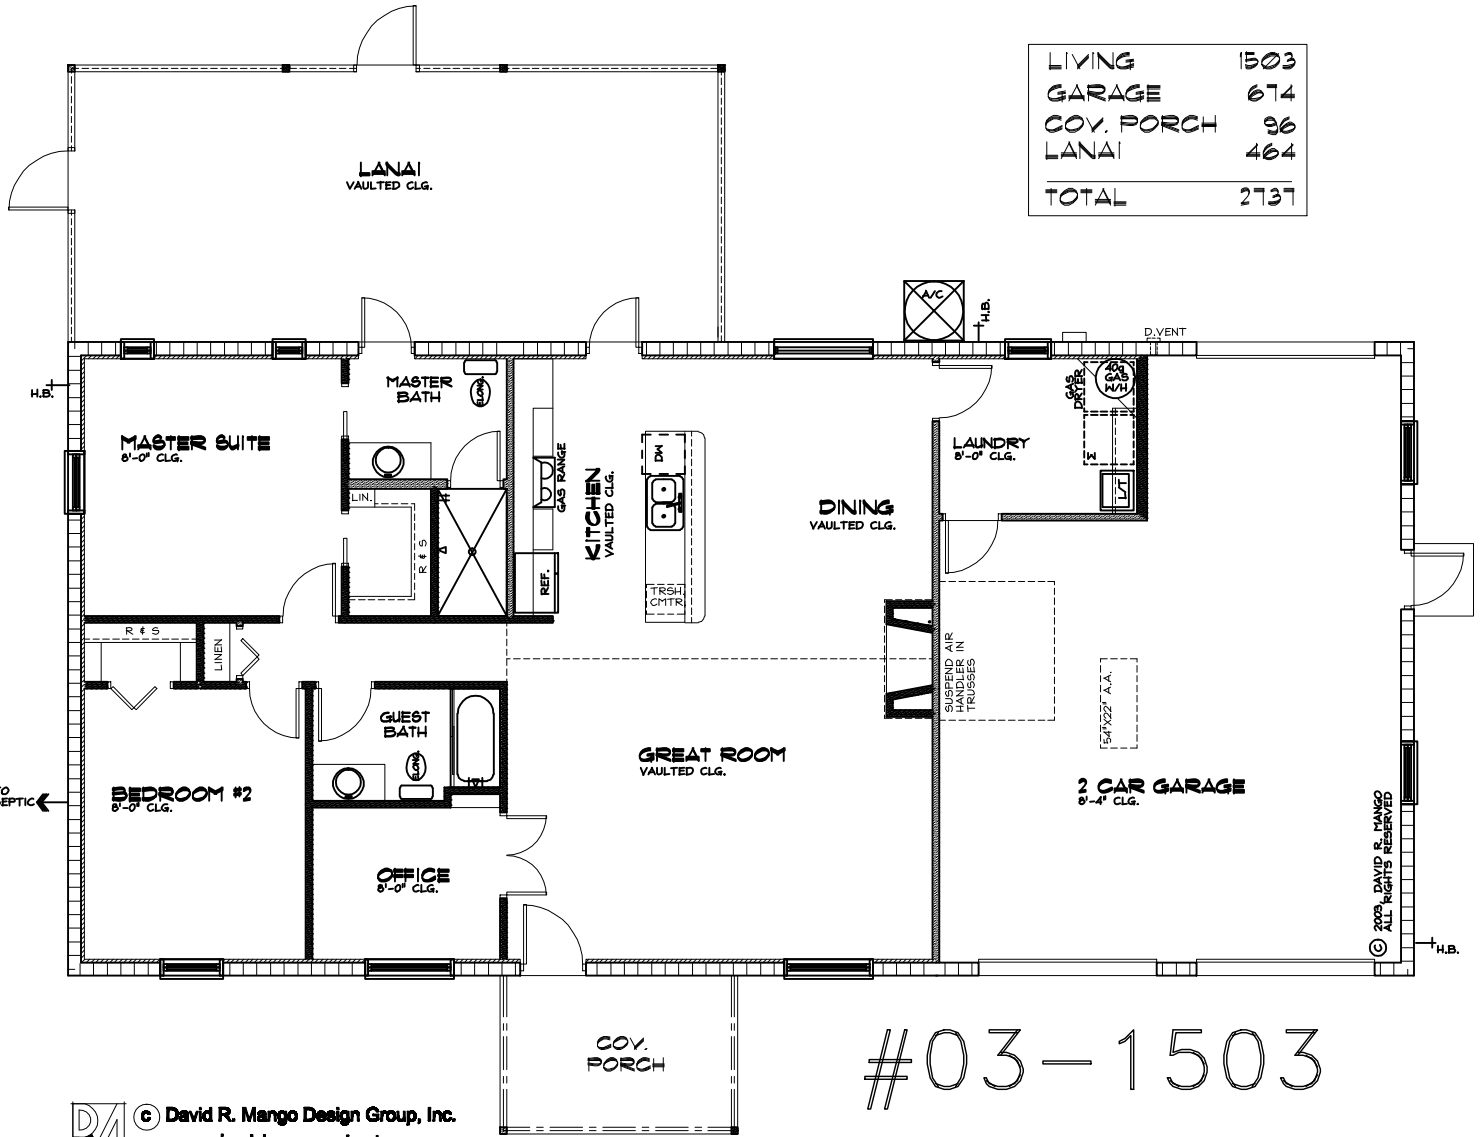 LIVING 1503
GARAGE 674
COV. PORCH 96
LANAI 464
TOTAL 2737
LANAI
VAULTED CLG.
A/C
H.B.
D.VENT
H.B.
MASTER
BATH
ELONG.
MASTER SUITE
8'-0" CLG.
LIN.
R & S
GAS RANGE
KITCHEN
VAULTED CLG.
REF.
DW
TRSH.
CMTR.
DINING
VAULTED CLG.
LAUNDRY
8'-0" CLG.
GAS
DRYER
40g
GAS
W/H
W
L/T
R & S
LINEN
SUSPEND AIR
HANDLER IN
TRUSSES
54"X22" A.A.
GUEST
BATH
ELONG.
GREAT ROOM
VAULTED CLG.
BEDROOM #2
8'-0" CLG.
2 CAR GARAGE
8'-4" CLG.
OFFICE
8'-0" CLG.
© 2003, DAVID R. MANGO
ALL RIGHTS RESERVED
H.B.
COV.
PORCH
#03-1503
© David R. Mango Design Group, Inc.